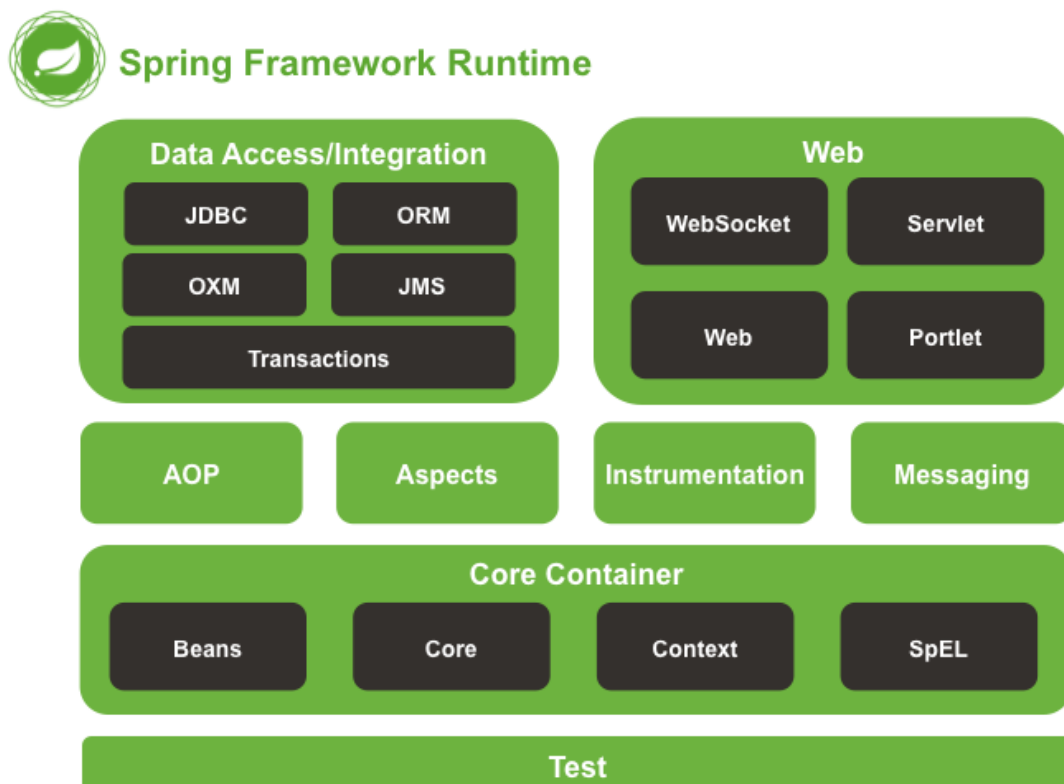 Spring Framework Runtime
Data Access/Integration
JDBC
ORM
OXM
JMS
Transactions
Web
WebSocket
Servlet
Web
Portlet
AOP
Aspects
Instrumentation
Messaging
Core Container
Beans
Core
Context
SpEL
Test